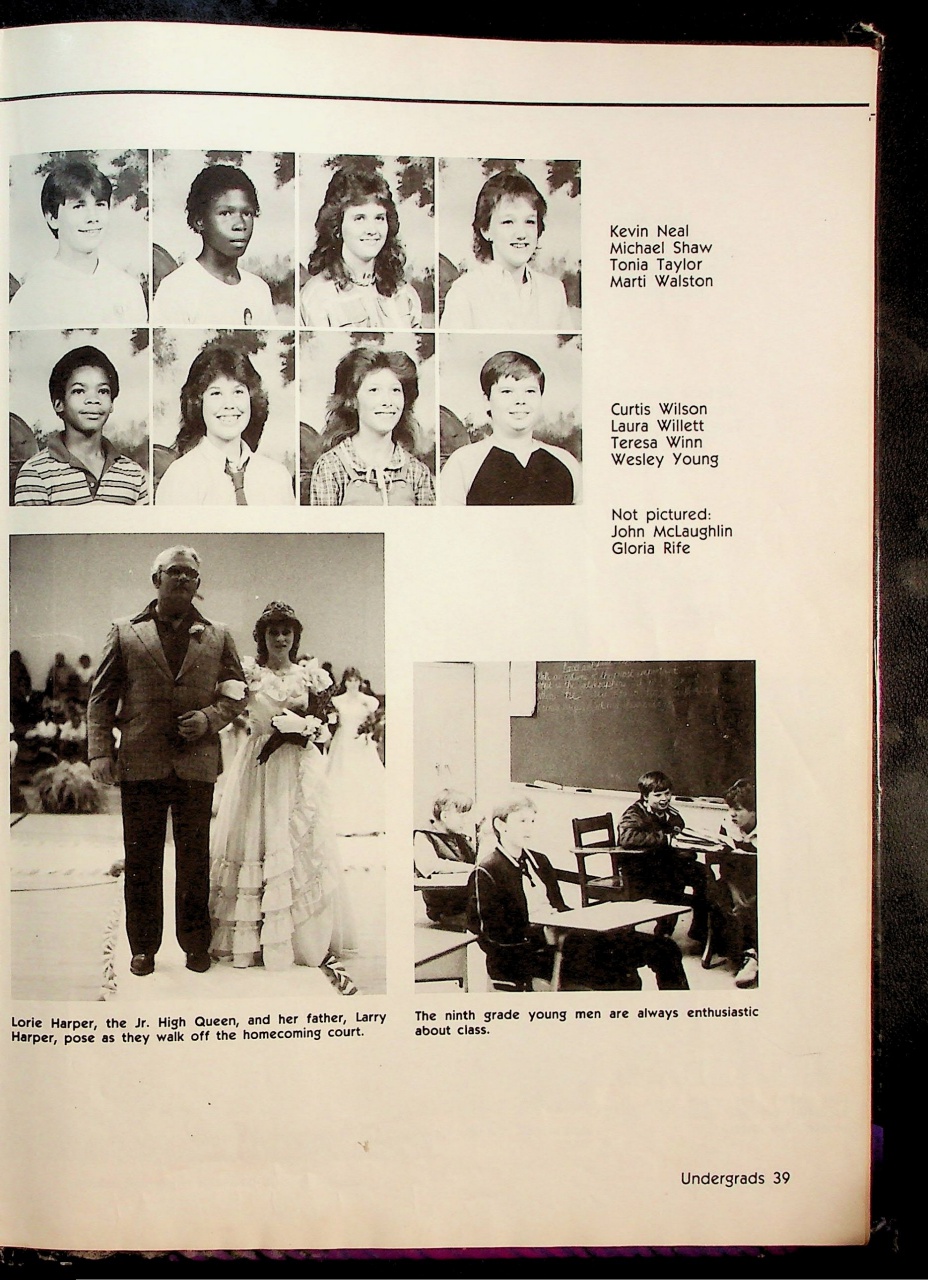 Kevin Neal
Michael Shaw
Tonia Taylor
Marti Walston
Curtis Wilson
Laura Willett
Teresa Winn
Wesley Young
Not pictured:
John McLaughlin
Gloria Rife
Lorie Harper, the Jr. High Queen, and her father, Larry
Harper, pose as they walk off the homecoming court.
The ninth grade young men are always enthusiastic
about class.
Undergrads 39